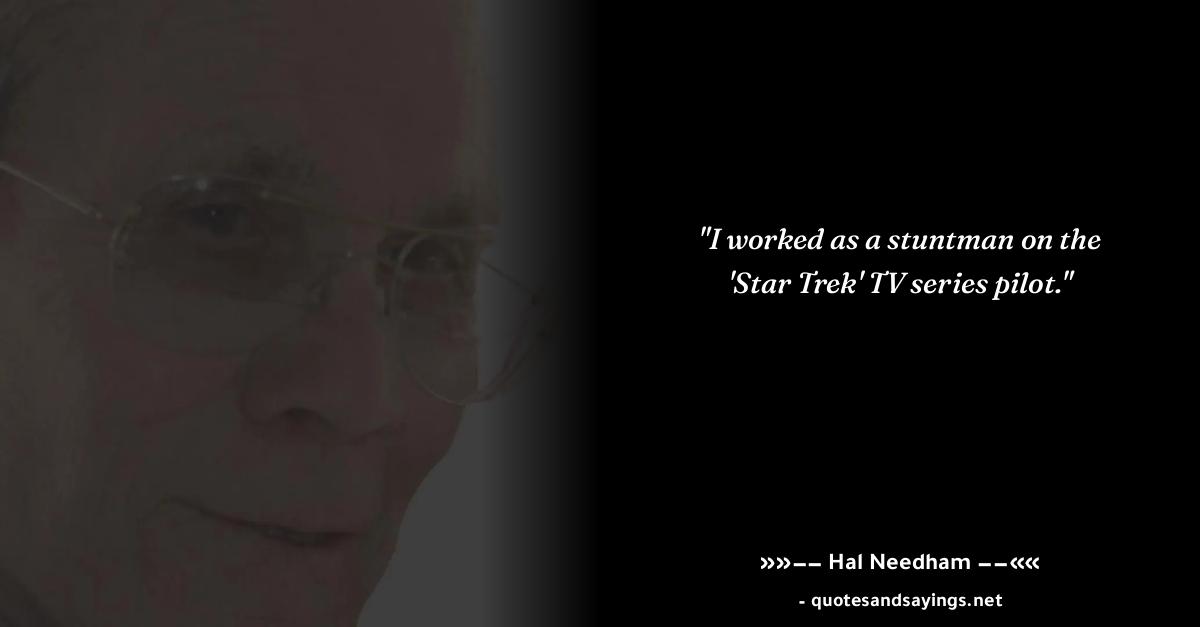 "I worked as a stuntman on the
'Star Trek' TV series pilot."
»»–– Hal Needham ––««
- quotesandsayings.net